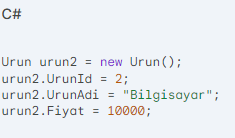 C#
Urun urun2 = new Urun();
urun2.UrunId = 2;
urun2.UrunAdi = "Bilgisayar";
urun2.Fiyat = 10000;